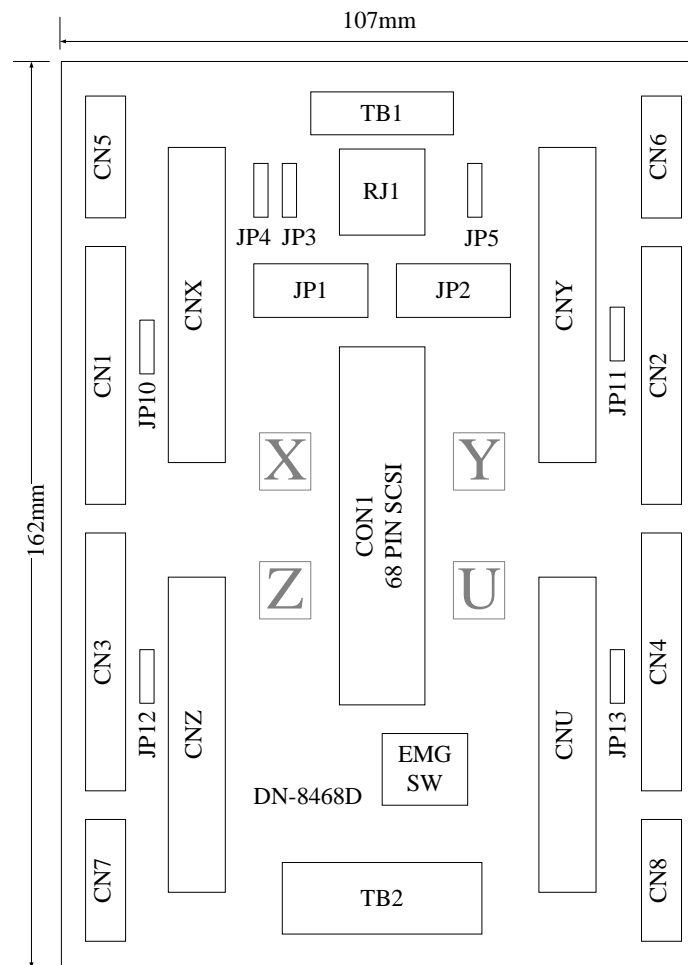 107mm
162mm
TB1
CN5
CN6
CNX
CNY
RJ1
JP4
JP3
JP5
JP1
JP2
CN1
JP10
JP11
CN2
X
Y
CON1
68 PIN SCSI
Z
U
CN3
JP12
CNZ
CNU
JP13
CN4
EMG
SW
DN-8468D
CN7
TB2
CN8